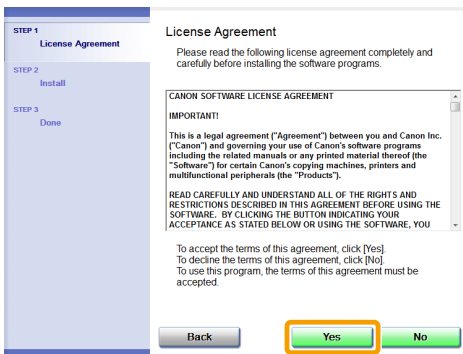 STEP 1
License Agreement
STEP 2
Install
STEP 3
Done
License Agreement
Please read the following license agreement completely and
carefully before installing the software programs.
CANON SOFTWARE LICENSE AGREEMENT
IMPORTANT!
This is a legal agreement ("Agreement") between you and Canon Inc.
("Canon") and governing your use of Canon's software programs
including the related manuals or any printed material thereof (the
"Software") for certain Canon's copying machines, printers and
multifunctional peripherals (the "Products").
READ CAREFULLY AND UNDERSTAND ALL OF THE RIGHTS AND
RESTRICTIONS DESCRIBED IN THIS AGREEMENT BEFORE USING THE
SOFTWARE. BY CLICKING THE BUTTON INDICATING YOUR
ACCEPTANCE AS STATED BELOW OR USING THE SOFTWARE, YOU
To accept the terms of this agreement, click [Yes].
To decline the terms of this agreement, click [No].
To use this program, the terms of this agreement must be
accepted.
Back Yes No